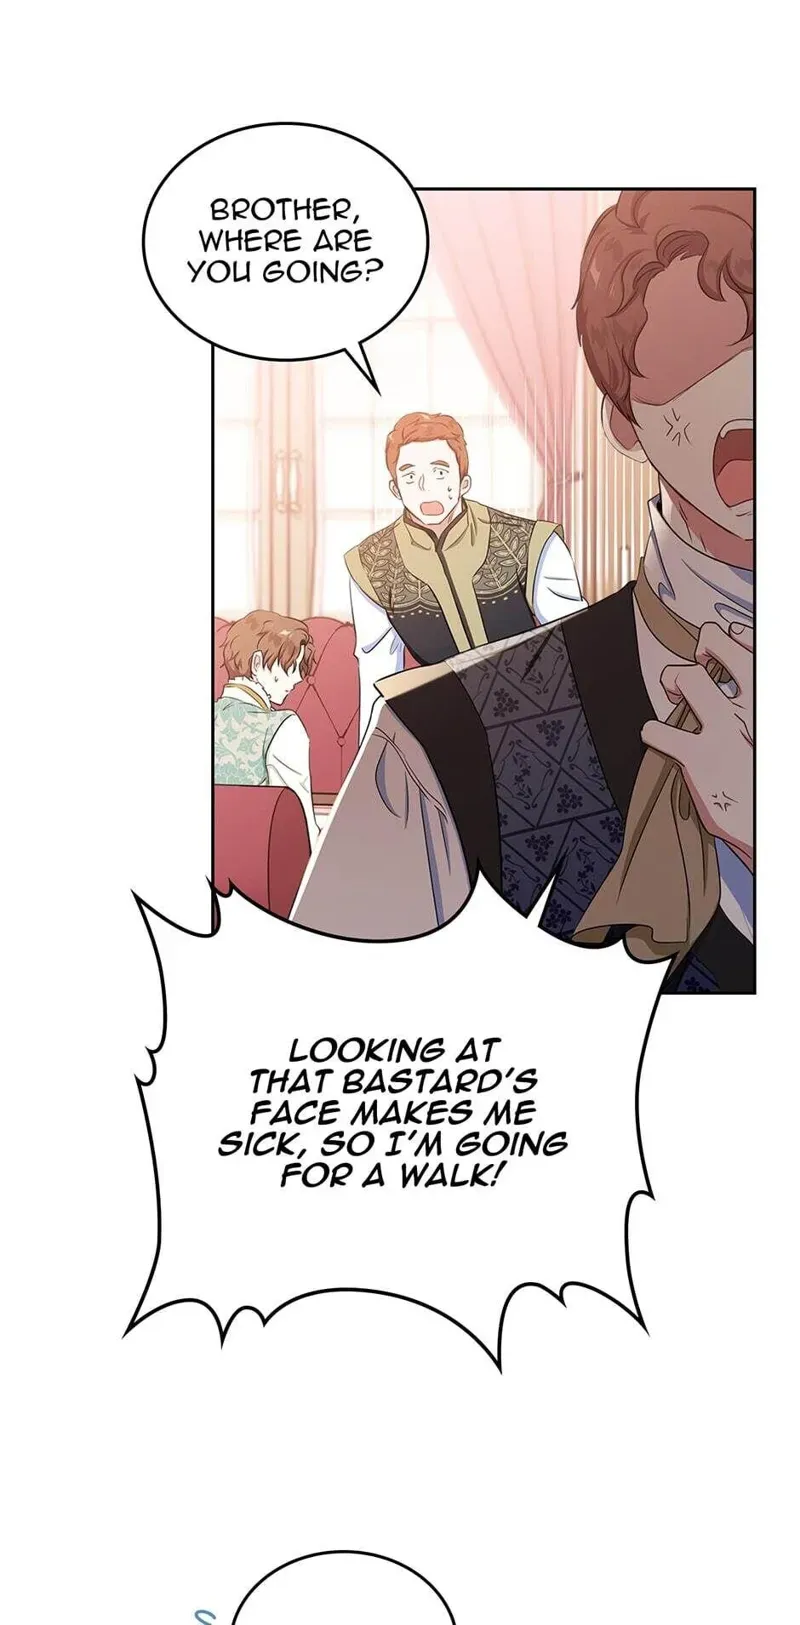 BROTHER,
WHERE ARE
YOU GOING?
LOOKING AT
THAT BASTARD'S
FACE MAKES ME
SICK, SO I'M GOING
FOR A WALK!